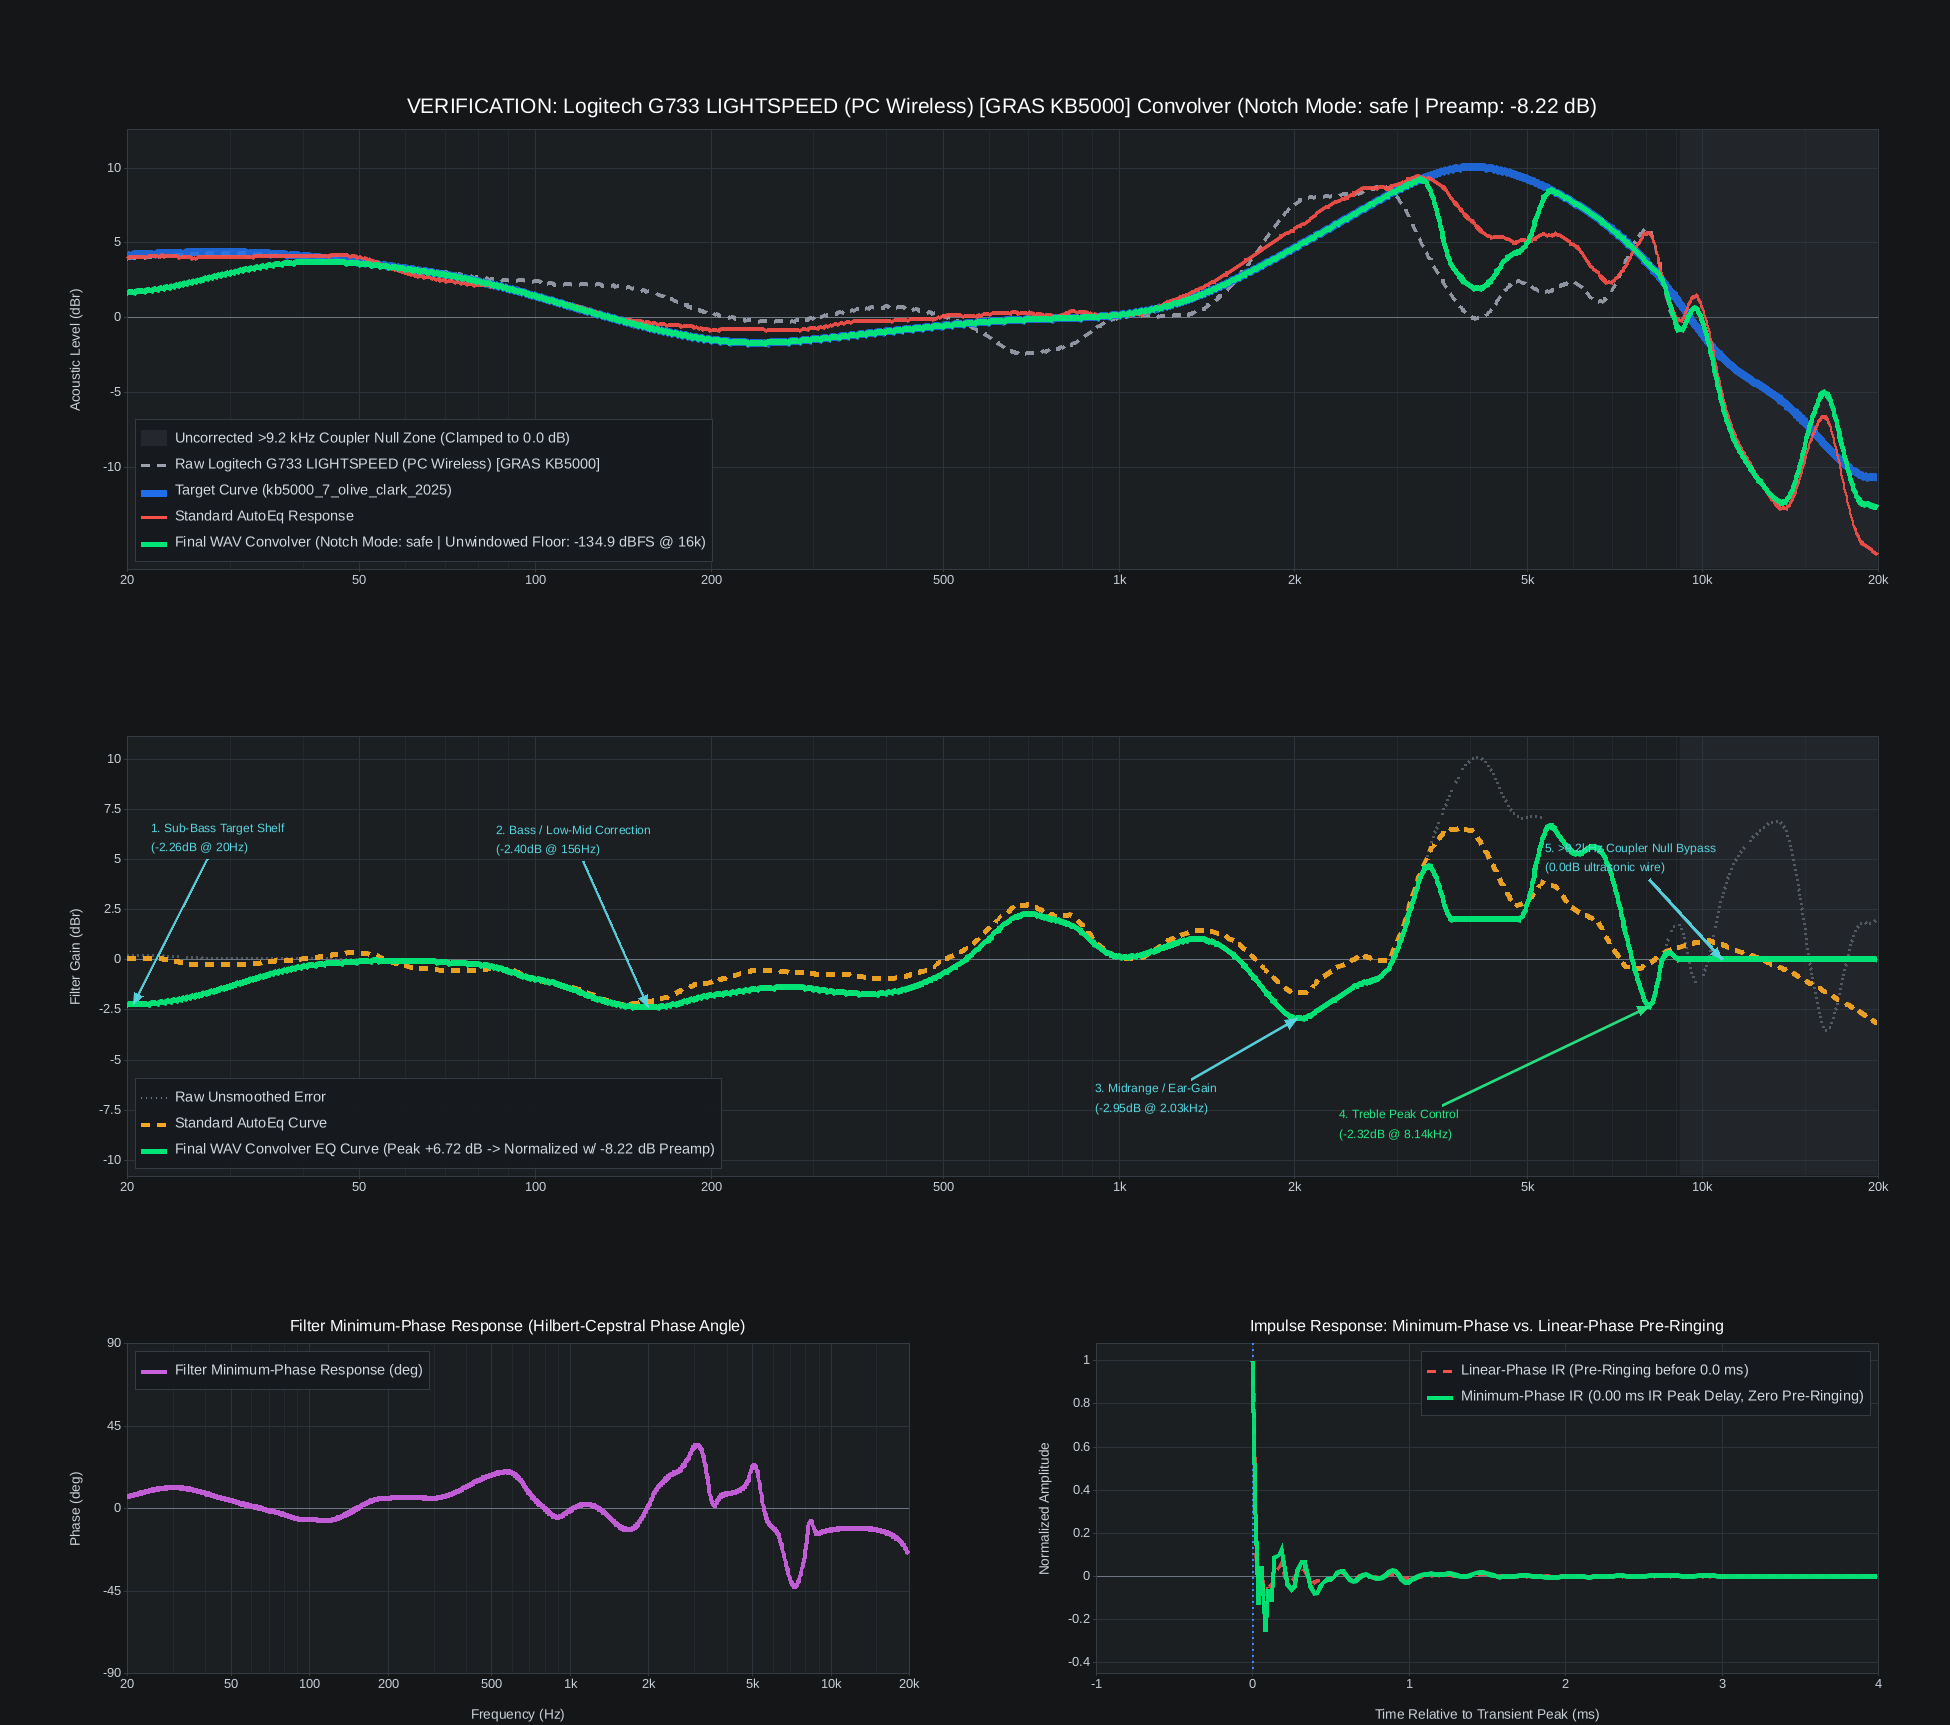 VERIFICATION: Logitech G733 LIGHTSPEED (PC Wireless) [GRAS KB5000] Convolver (Notch Mode: safe | Preamp: -8.22 dB)
10
5
0
-5
-10
Acoustic Level (dBr)
Uncorrected >9.2 kHz Coupler Null Zone (Clamped to 0.0 dB)
Raw Logitech G733 LIGHTSPEED (PC Wireless) [GRAS KB5000]
Target Curve (kb5000_7_olive_clark_2025)
Standard AutoEq Response
Final WAV Convolver (Notch Mode: safe | Unwindowed Floor: -134.9 dBFS @ 16k)
20 50 100 200 500 1k 2k 5k 10k 20k
10
7.5
5
2.5
0
-2.5
-5
-7.5
-10
Filter Gain (dBr)
1. Sub-Bass Target Shelf
(-2.26dB @ 20Hz)
2. Bass / Low-Mid Correction
(-2.40dB @ 156Hz)
5. >9.2kHz Coupler Null Bypass
(0.0dB ultrasonic wire)
3. Midrange / Ear-Gain
(-2.95dB @ 2.03kHz)
4. Treble Peak Control
(-2.32dB @ 8.14kHz)
Raw Unsmoothed Error
Standard AutoEq Curve
Final WAV Convolver EQ Curve (Peak +6.72 dB -> Normalized w/ -8.22 dB Preamp)
20 50 100 200 500 1k 2k 5k 10k 20k
Filter Minimum-Phase Response (Hilbert-Cepstral Phase Angle)
90
45
0
-45
-90
Phase (deg)
Filter Minimum-Phase Response (deg)
20 50 100 200 500 1k 2k 5k 10k 20k
Frequency (Hz)
Impulse Response: Minimum-Phase vs. Linear-Phase Pre-Ringing
1
0.8
0.6
0.4
0.2
0
-0.2
-0.4
Normalized Amplitude
Linear-Phase IR (Pre-Ringing before 0.0 ms)
Minimum-Phase IR (0.00 ms IR Peak Delay, Zero Pre-Ringing)
-1 0 1 2 3 4
Time Relative to Transient Peak (ms)